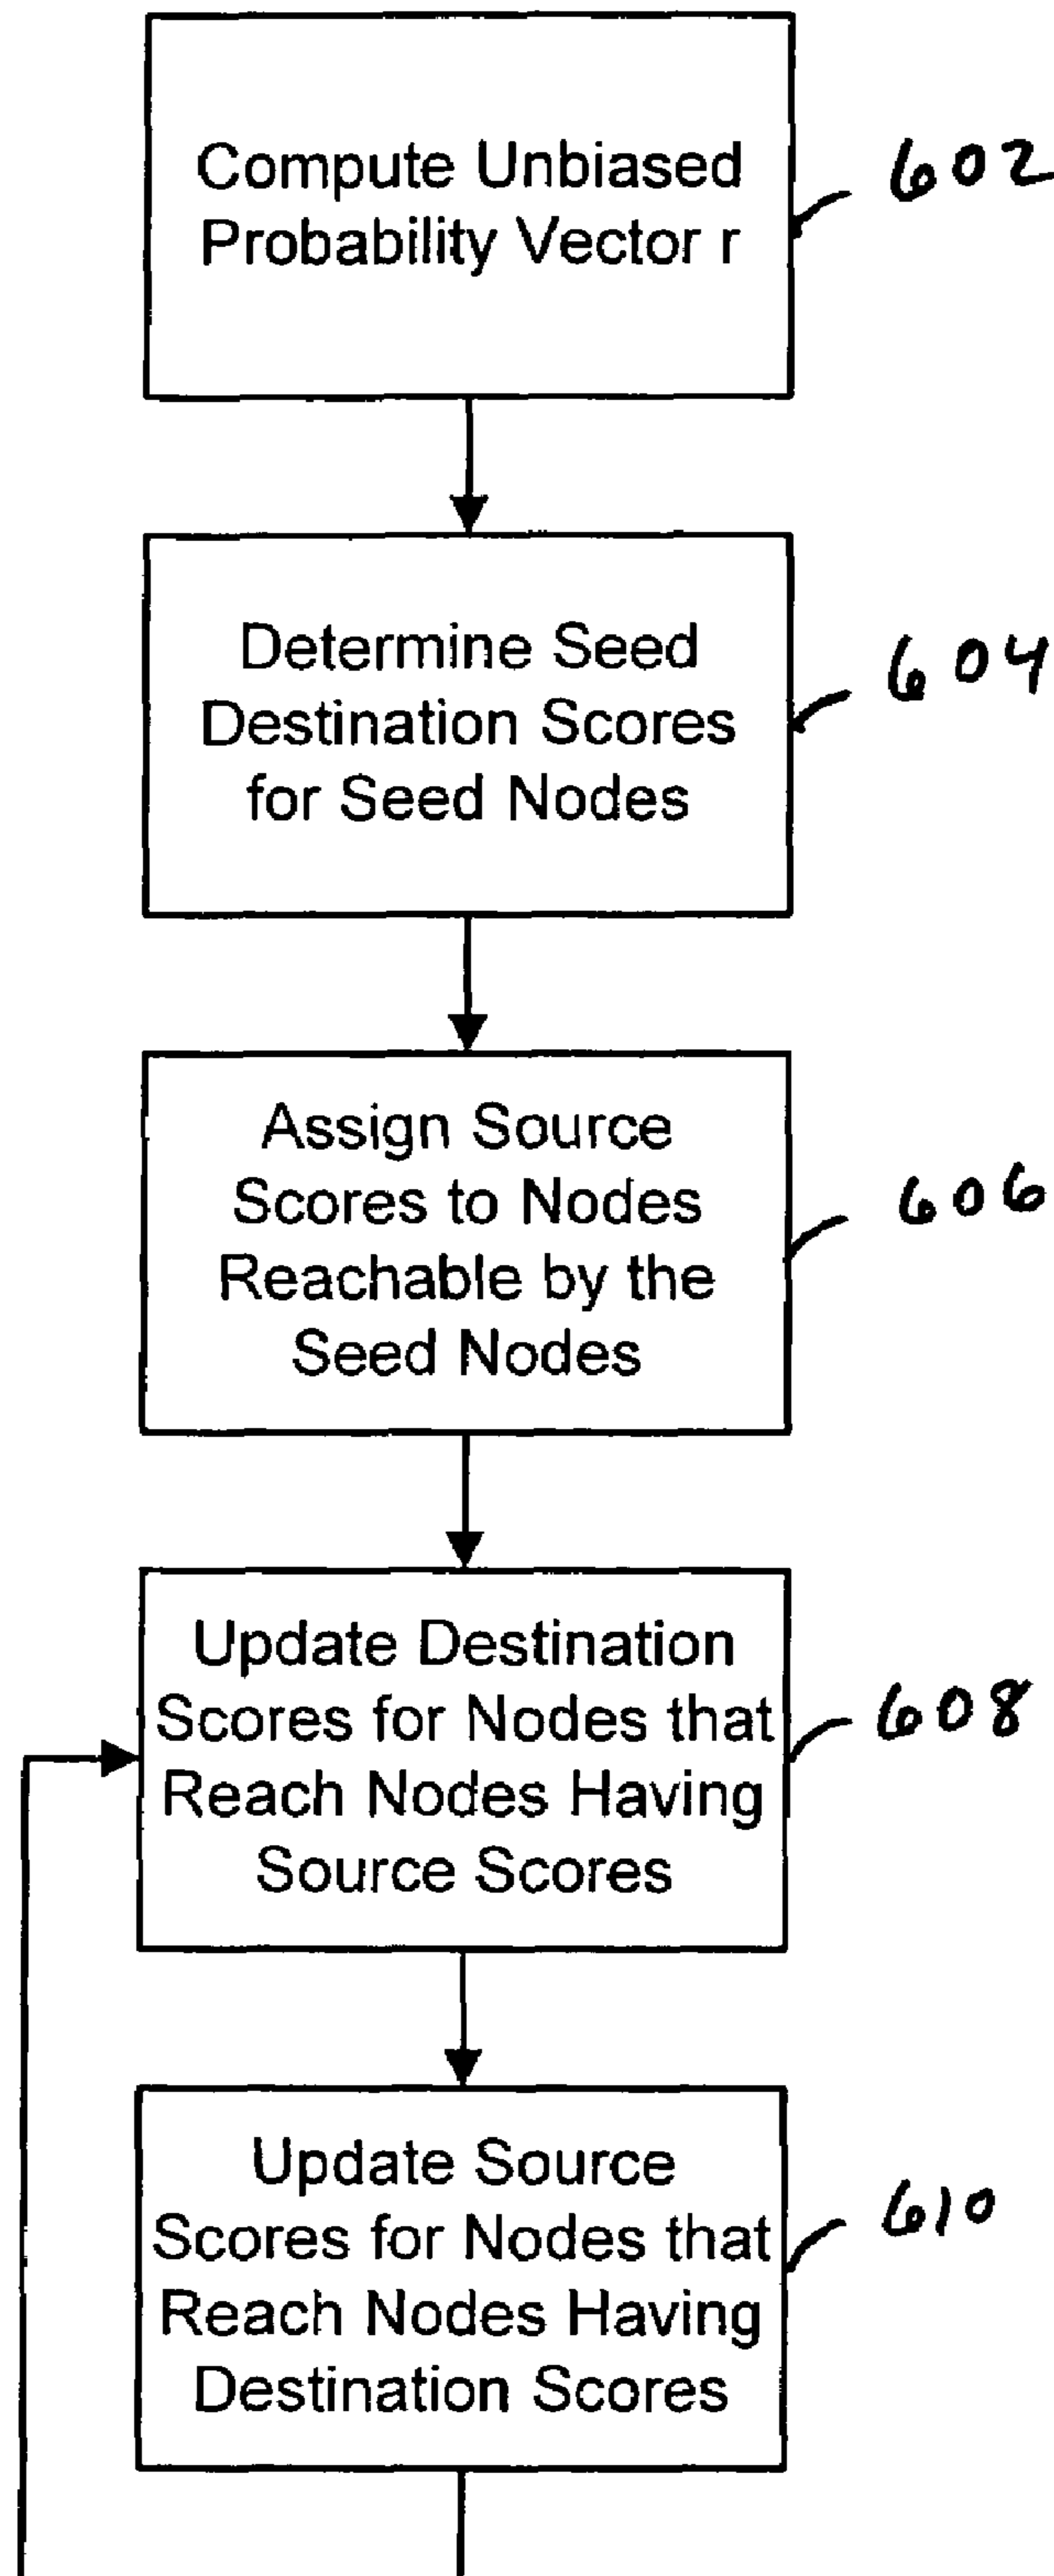 Compute Unbiased
Probability Vector r
602
Determine Seed
Destination Scores
for Seed Nodes
604
Assign Source
Scores to Nodes
Reachable by the
Seed Nodes
606
Update Destination
Scores for Nodes that
Reach Nodes Having
Source Scores
608
Update Source
Scores for Nodes that
Reach Nodes Having
Destination Scores
610